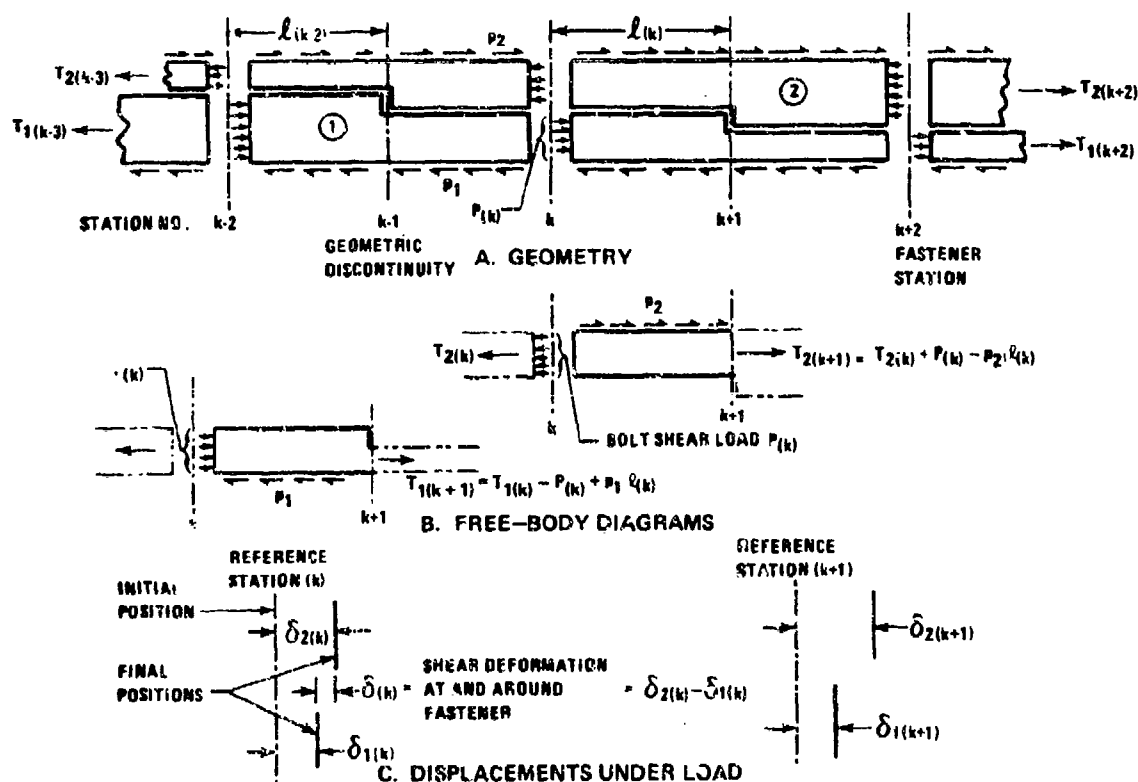 ℓ(k-2)
p2
ℓ(k)
T2(k-3)
T2(k+2)
T1(k-3)
1
2
T1(k+2)
p1
P(k)
STATION NO.
k-2
k-1
k
k+1
k+2
GEOMETRIC
DISCONTINUITY
A. GEOMETRY
FASTENER
STATION
p2
T2(k)
T2(k+1) = T2(k) + P(k) – p2 ℓ(k)
k
k+1
BOLT SHEAR LOAD P(k)
(k)
p1
T1(k+1) = T1(k) – P(k) + p1 ℓ(k)
k+1
B. FREE–BODY DIAGRAMS
REFERENCE
STATION (k)
REFERENCE
STATION (k+1)
INITIAL
POSITION
δ2(k)
δ2(k+1)
FINAL
POSITIONS
δ(k) = SHEAR DEFORMATION
AT AND AROUND
FASTENER
= δ2(k) – δ1(k)
δ1(k)
δ1(k+1)
C. DISPLACEMENTS UNDER LOAD